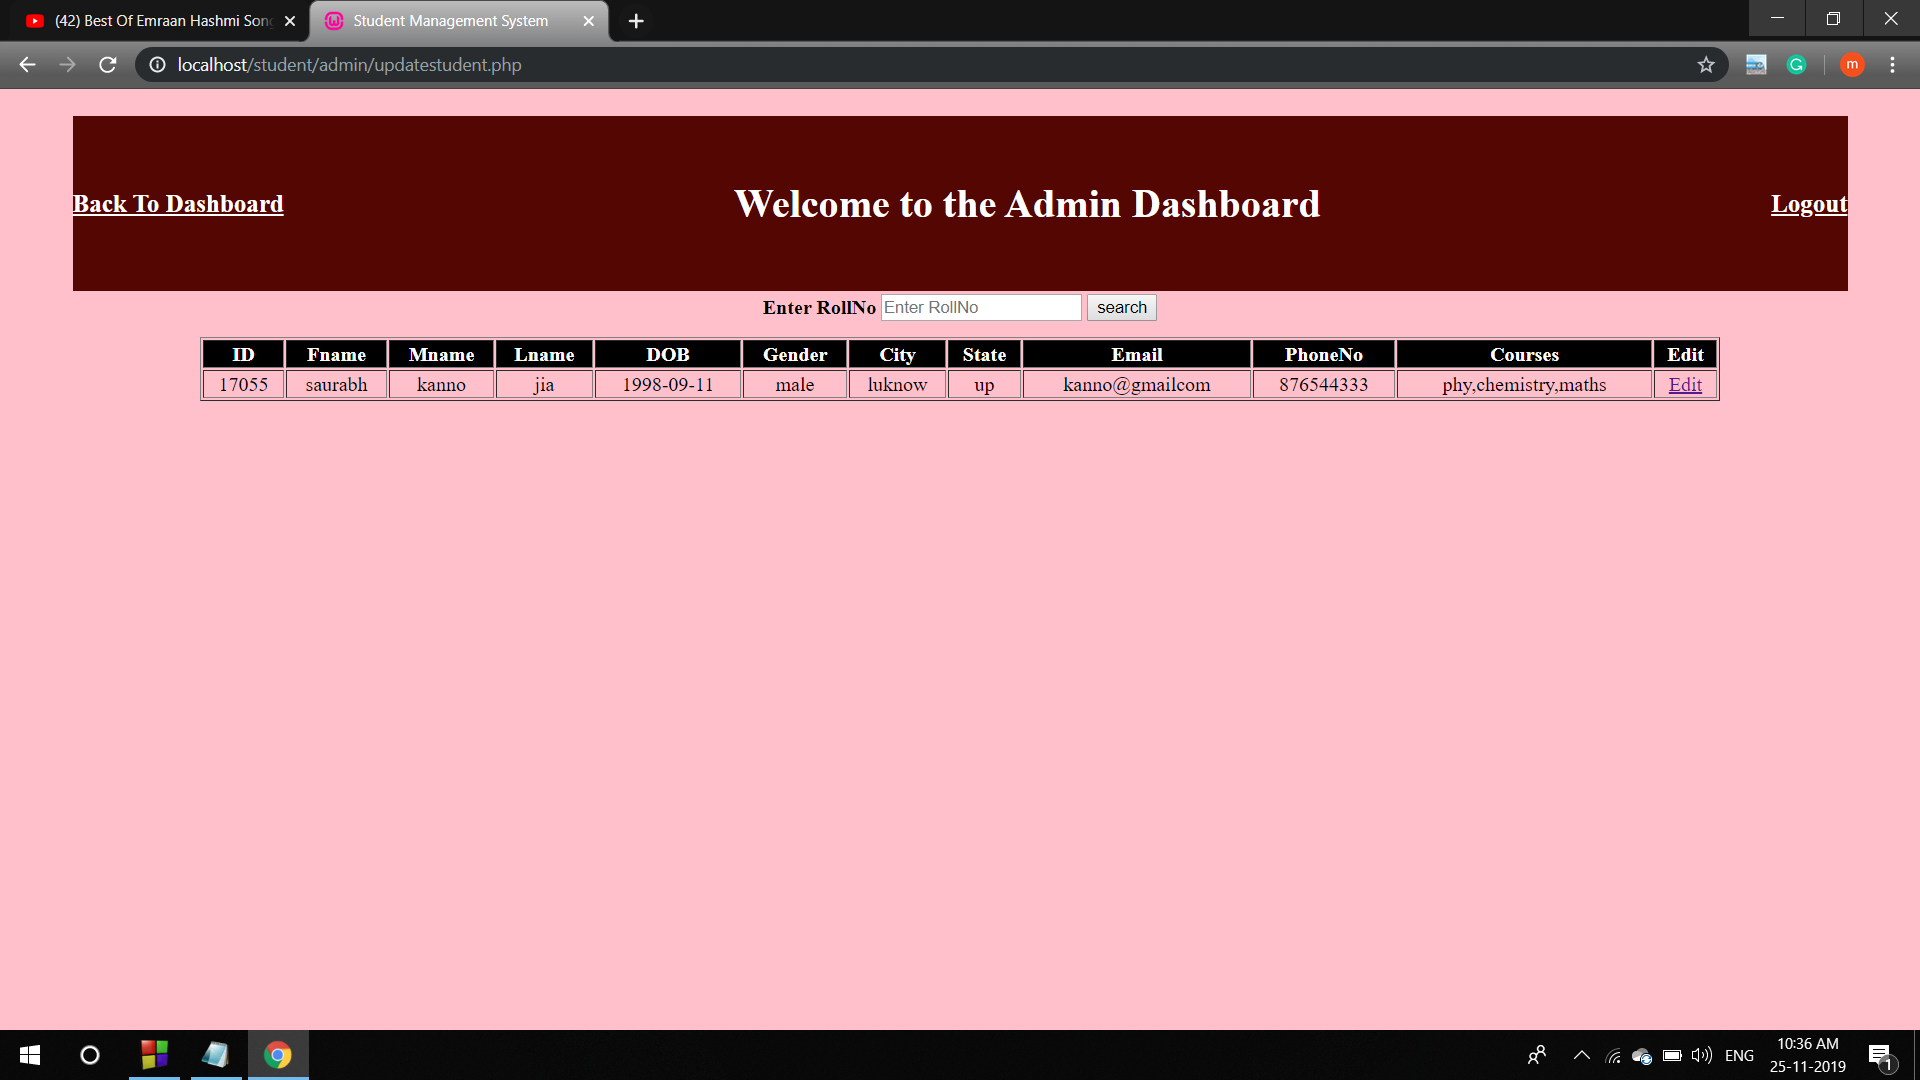 (42) Best Of Emraan Hashmi Son
Student Management System
localhost/student/admin/updatestudent.php
m
Back To Dashboard
Welcome to the Admin Dashboard
Logout
Enter RollNo Enter RollNo search
ID Fname Mname Lname DOB Gender City State Email PhoneNo Courses Edit
17055 saurabh kanno jia 1998-09-11 male luknow up kanno@gmailcom 876544333 phy,chemistry,maths Edit
ENG
10:36 AM
25-11-2019
1